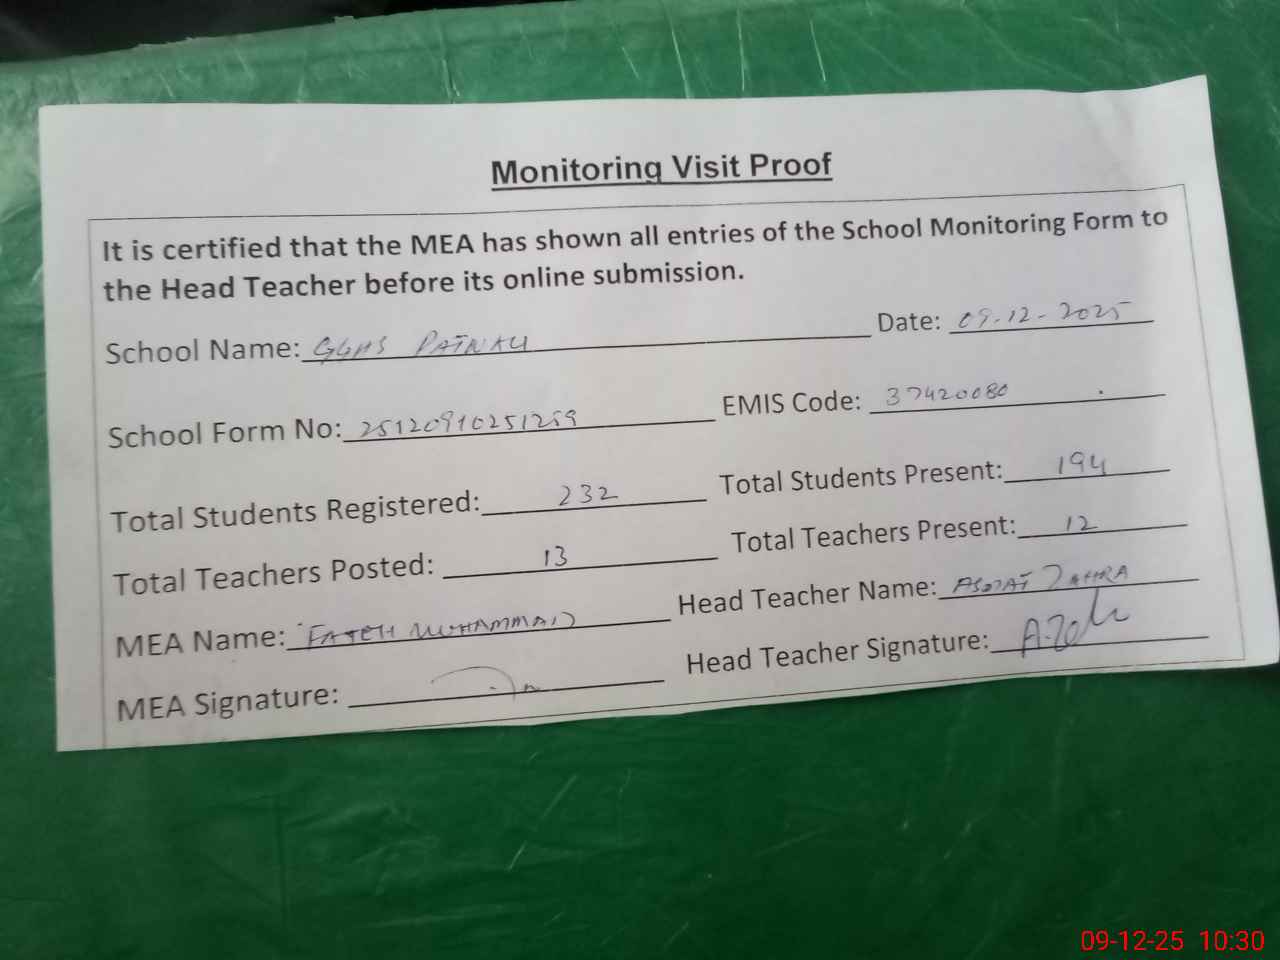 Monitoring Visit Proof
It is certified that the MEA has shown all entries of the School Monitoring Form to
the Head Teacher before its online submission.
School Name: GGHS PATNALI Date: 09-12-2025
School Form No: 25120910251259 EMIS Code: 37420080
Total Students Registered: 232 Total Students Present: 194
Total Teachers Posted: 13 Total Teachers Present: 12
MEA Name: FATEH MUHAMMAD Head Teacher Name: ZAHRA
MEA Signature: Head Teacher Signature:
09-12-25 10:30